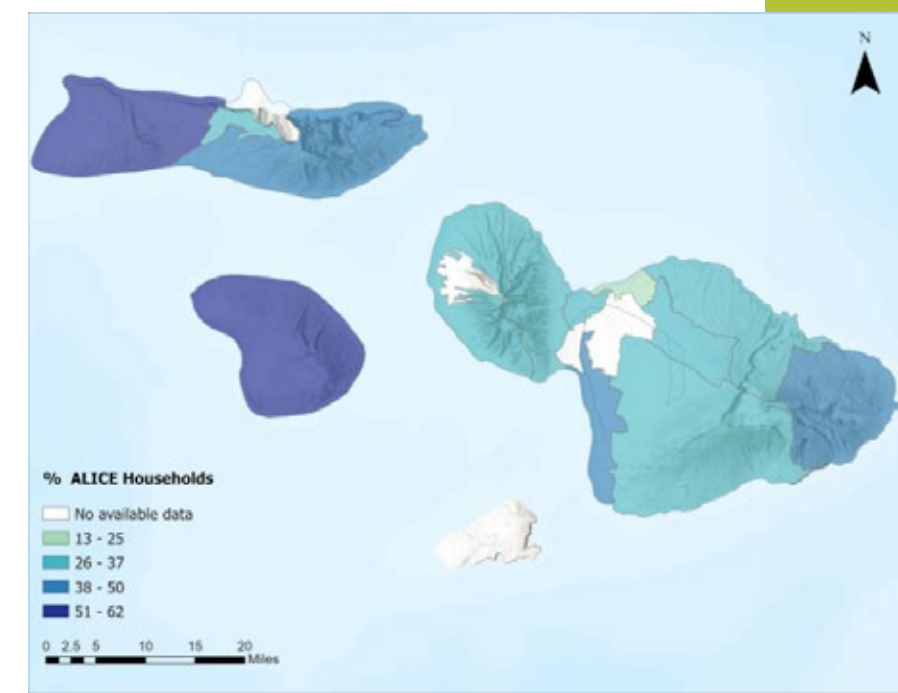 N
% ALICE Households
No available data
13 - 25
26 - 37
38 - 50
51 - 62
0 2.5 5 10 15 20
Miles